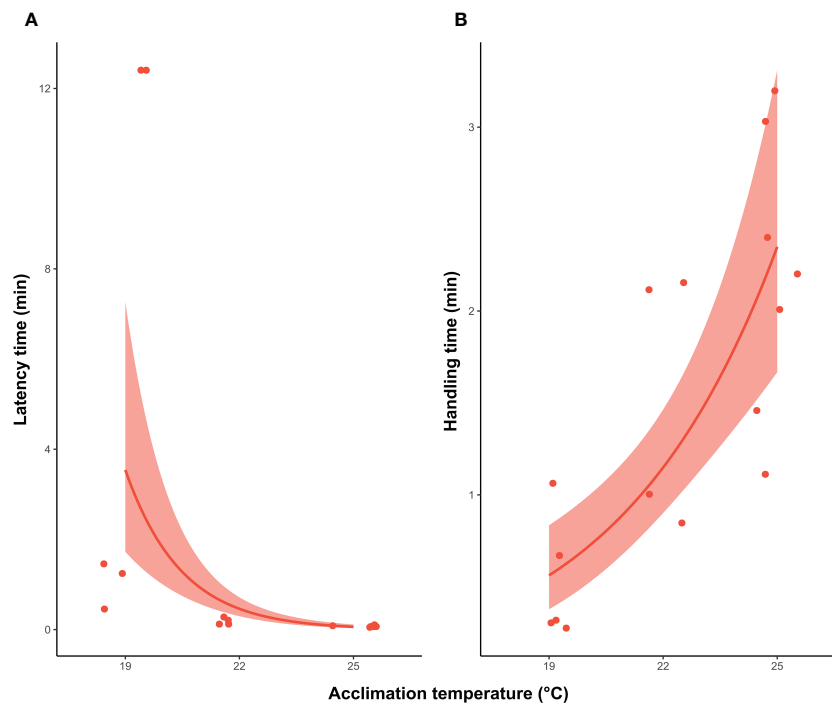 A
B
Latency time (min)
12
8
4
0
19
22
25
Handling time (min)
3
2
1
19
22
25
Acclimation temperature (°C)